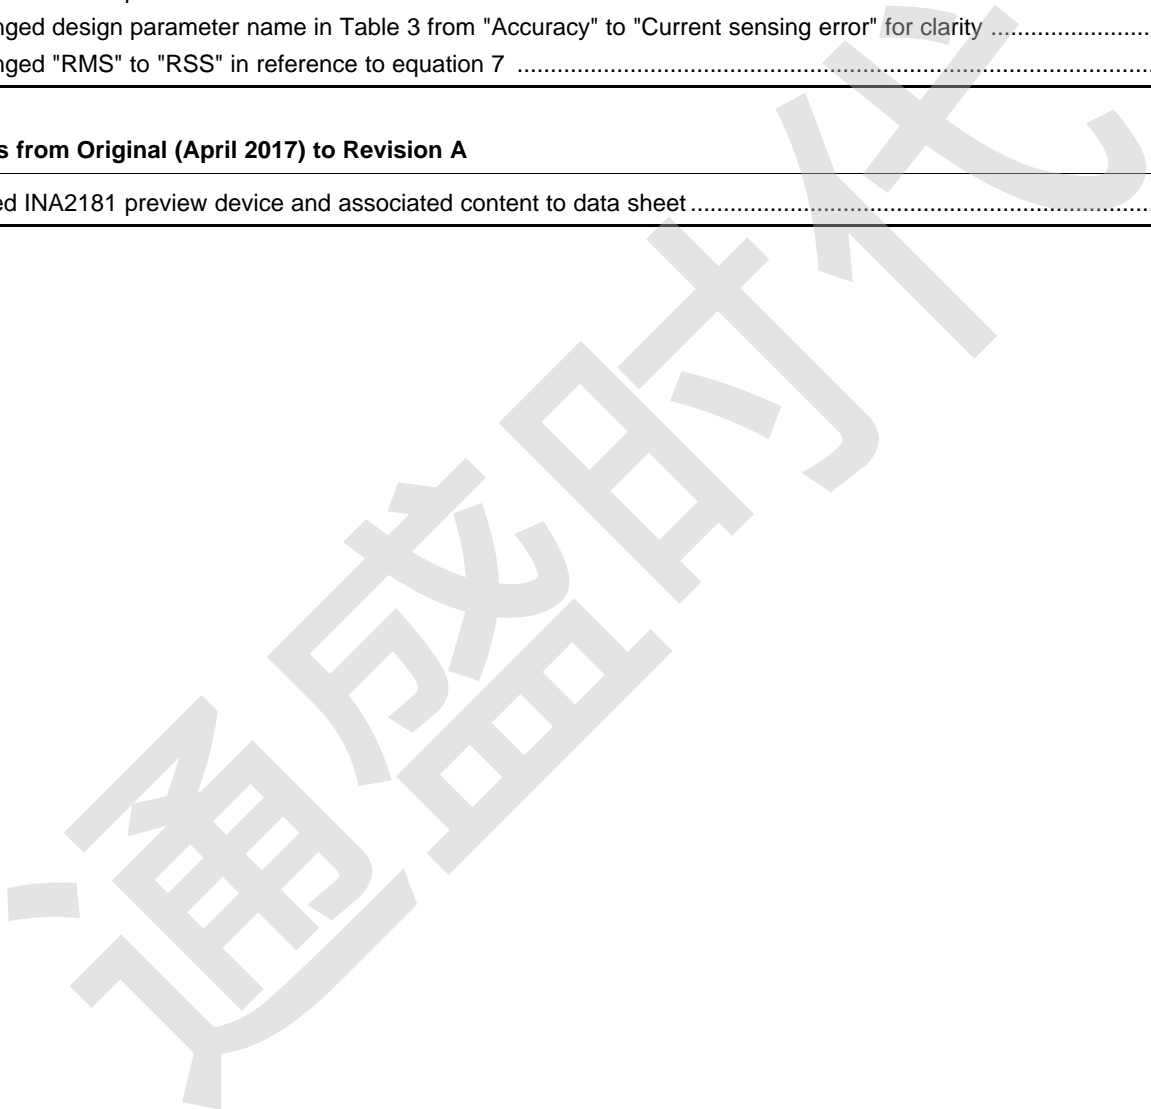 nged design parameter name in Table 3 from "Accuracy" to "Current sensing error" for clarity ........................
nged "RMS" to "RSS" in reference to equation 7 ................................................................................................
s from Original (April 2017) to Revision A
ed INA2181 preview device and associated content to data sheet......................................................................
通盛时代